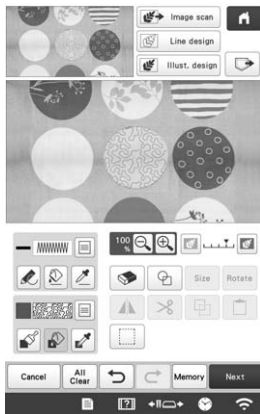 Image scan
Line design
Illust. design
100 %
Size Rotate
Cancel All Clear Memory Next